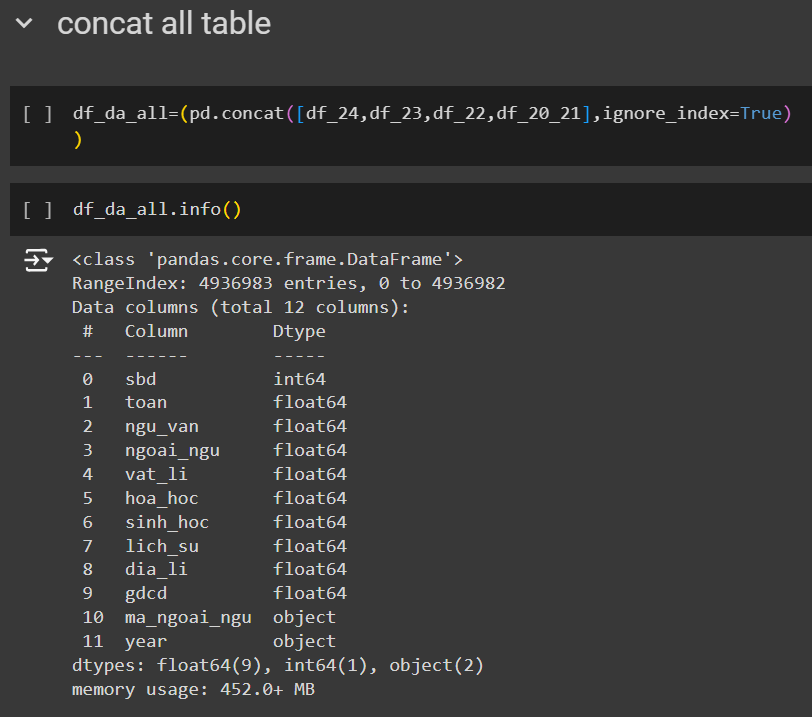 concat all table
[ ] df_da_all=(pd.concat([df_24,df_23,df_22,df_20_21],ignore_index=True)
)
[ ] df_da_all.info()
<class 'pandas.core.frame.DataFrame'>
RangeIndex: 4936983 entries, 0 to 4936982
Data columns (total 12 columns):
 #   Column       Dtype
---  ------       -----
 0   sbd          int64
 1   toan         float64
 2   ngu_van      float64
 3   ngoai_ngu    float64
 4   vat_li       float64
 5   hoa_hoc      float64
 6   sinh_hoc     float64
 7   lich_su      float64
 8   dia_li       float64
 9   gdcd         float64
 10  ma_ngoai_ngu object
 11  year         object
dtypes: float64(9), int64(1), object(2)
memory usage: 452.0+ MB